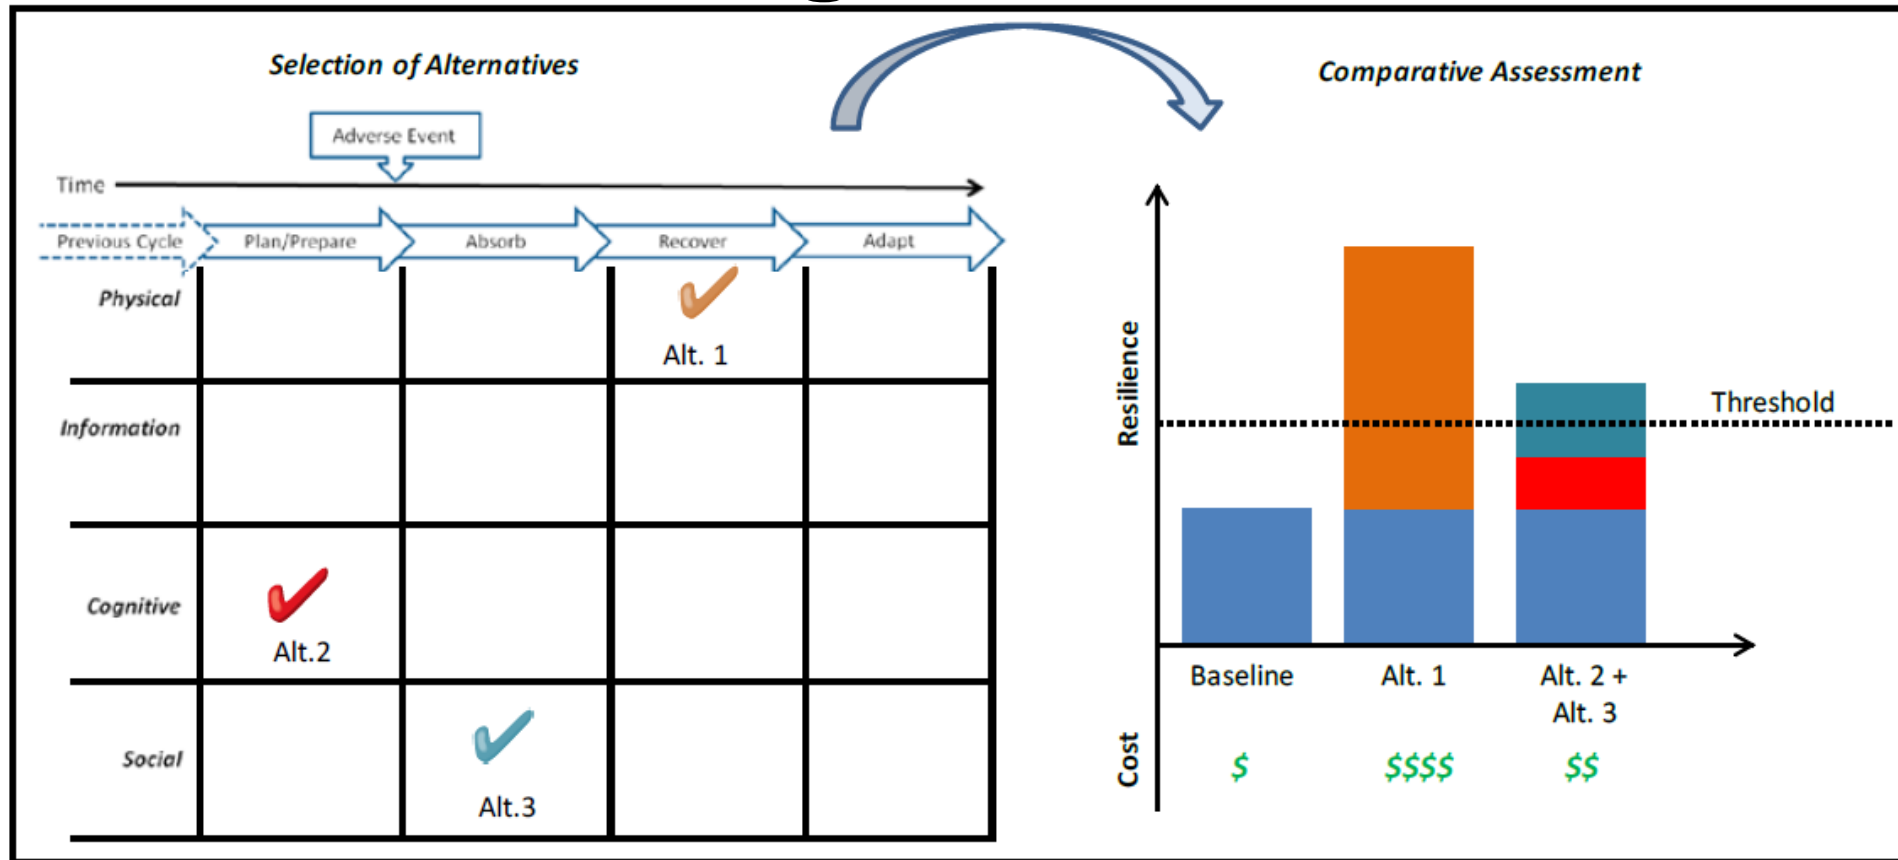 Selection of Alternatives
Adverse Event
Time
Previous Cycle
Plan/Prepare
Absorb
Recover
Adapt
Physical
Alt. 1
Information
Cognitive
Alt.2
Social
Alt.3
Comparative Assessment
Resilience
Threshold
Baseline
Alt. 1
Alt. 2 +
Alt. 3
Cost
$
$$$$
$$